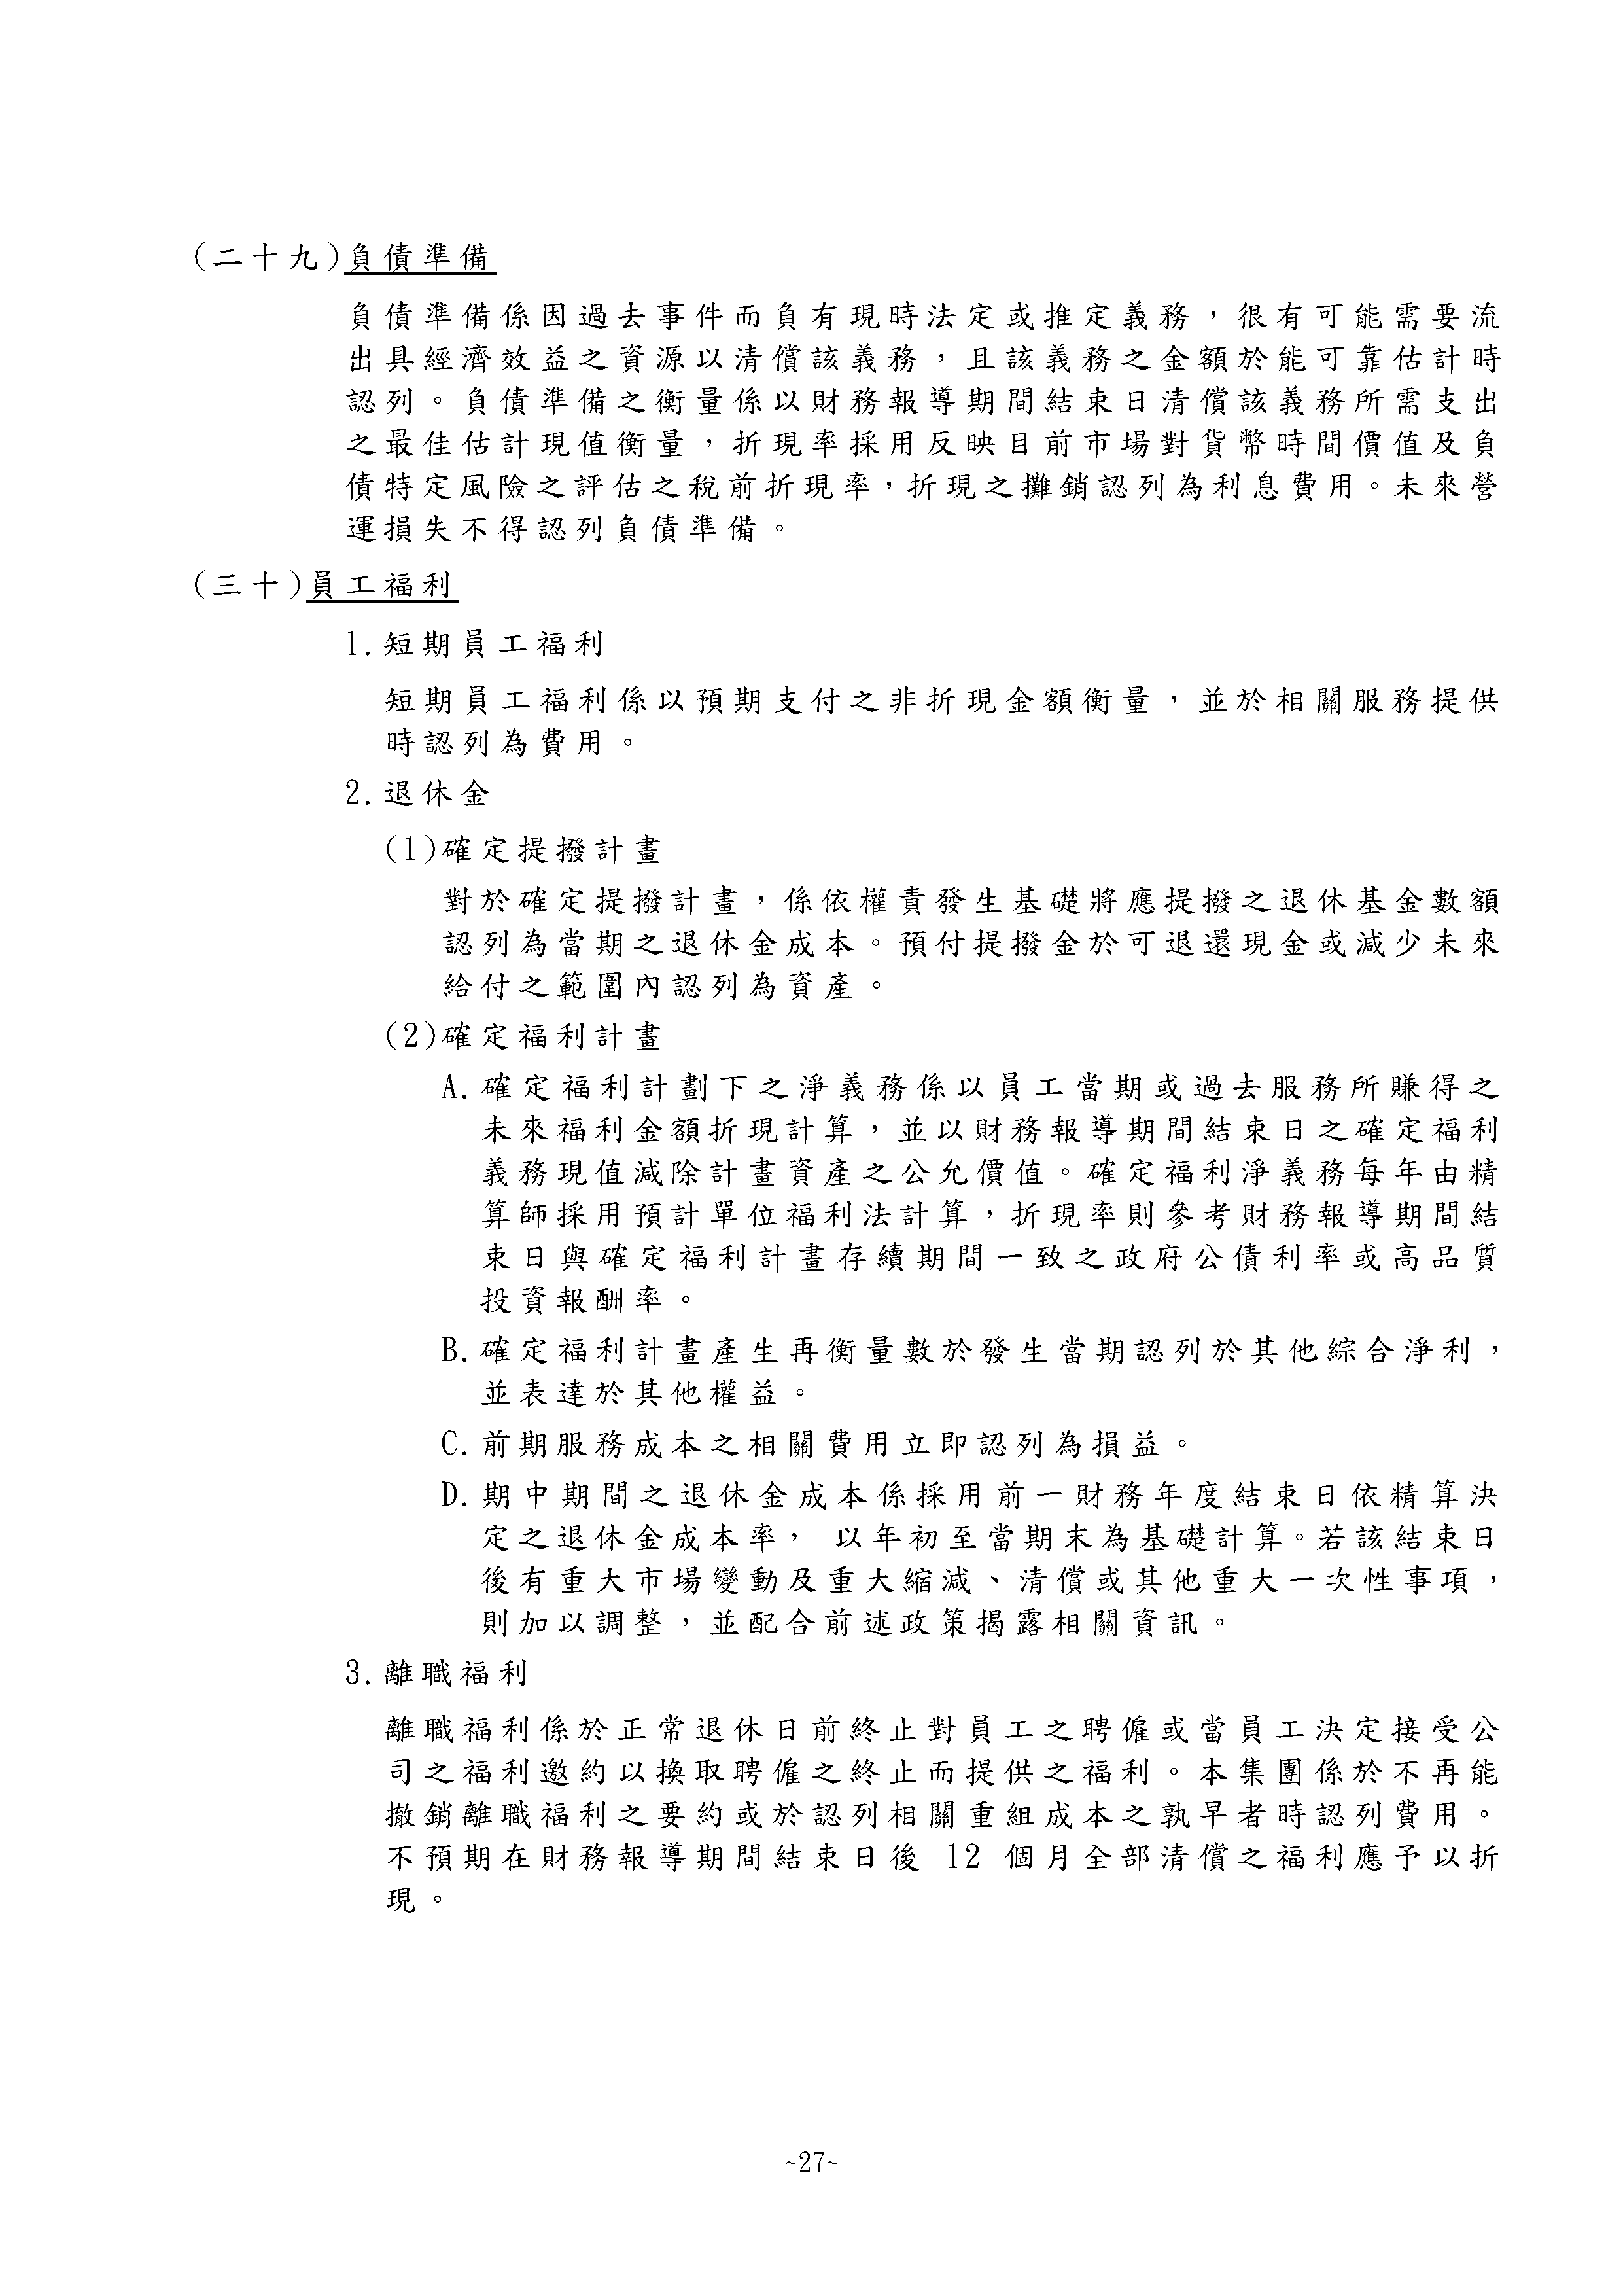 (二十九)負債準備
負債準備係因過去事件而負有現時法定或推定義務，很有可能需要流
出具經濟效益之資源以清償該義務，且該義務之金額於能可靠估計時
認列。負債準備之衡量係以財務報導期間結束日清償該義務所需支出
之最佳估計現值衡量，折現率採用反映目前市場對貨幣時間價值及負
債特定風險之評估之稅前折現率，折現之攤銷認列為利息費用。未來營
運損失不得認列負債準備。
(三十)員工福利
1.短期員工福利
短期員工福利係以預期支付之非折現金額衡量，並於相關服務提供
時認列為費用。
2.退休金
(1)確定提撥計畫
對於確定提撥計畫，係依權責發生基礎將應提撥之退休基金數額
認列為當期之退休金成本。預付提撥金於可退還現金或減少未來
給付之範圍內認列為資產。
(2)確定福利計畫
A.確定福利計劃下之淨義務係以員工當期或過去服務所賺得之
未來福利金額折現計算，並以財務報導期間結束日之確定福利
義務現值減除計畫資產之公允價值。確定福利淨義務每年由精
算師採用預計單位福利法計算，折現率則參考財務報導期間結
束日與確定福利計畫存續期間一致之政府公債利率或高品質
投資報酬率。
B.確定福利計畫產生再衡量數於發生當期認列於其他綜合淨利，
並表達於其他權益。
C.前期服務成本之相關費用立即認列為損益。
D.期中期間之退休金成本係採用前一財務年度結束日依精算決
定之退休金成本率， 以年初至當期末為基礎計算。若該結束日
後有重大市場變動及重大縮減、清償或其他重大一次性事項，
則加以調整，並配合前述政策揭露相關資訊。
3.離職福利
離職福利係於正常退休日前終止對員工之聘僱或當員工決定接受公
司之福利邀約以換取聘僱之終止而提供之福利。本集團係於不再能
撤銷離職福利之要約或於認列相關重組成本之孰早者時認列費用。
不預期在財務報導期間結束日後 12 個月全部清償之福利應予以折
現。
~27~